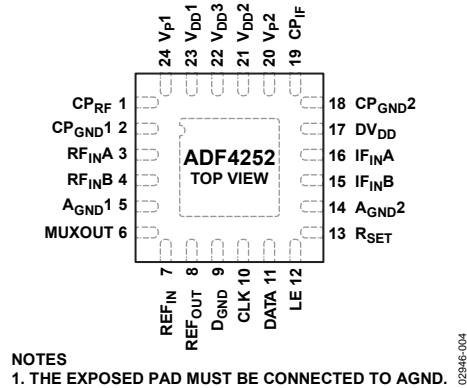 24 VP1
23 VDD1
22 VDD3
21 VDD2
20 VP2
19 CPIF
CPRF 1
CPGND1 2
RFINA 3
RFINB 4
AGND1 5
MUXOUT 6
ADF4252
TOP VIEW
18 CPGND2
17 DVDD
16 IFINA
15 IFINB
14 AGND2
13 RSET
REFIN 7
REFOUT 8
DGND 9
CLK 10
DATA 11
LE 12
NOTES
1. THE EXPOSED PAD MUST BE CONNECTED TO AGND.
02946-004